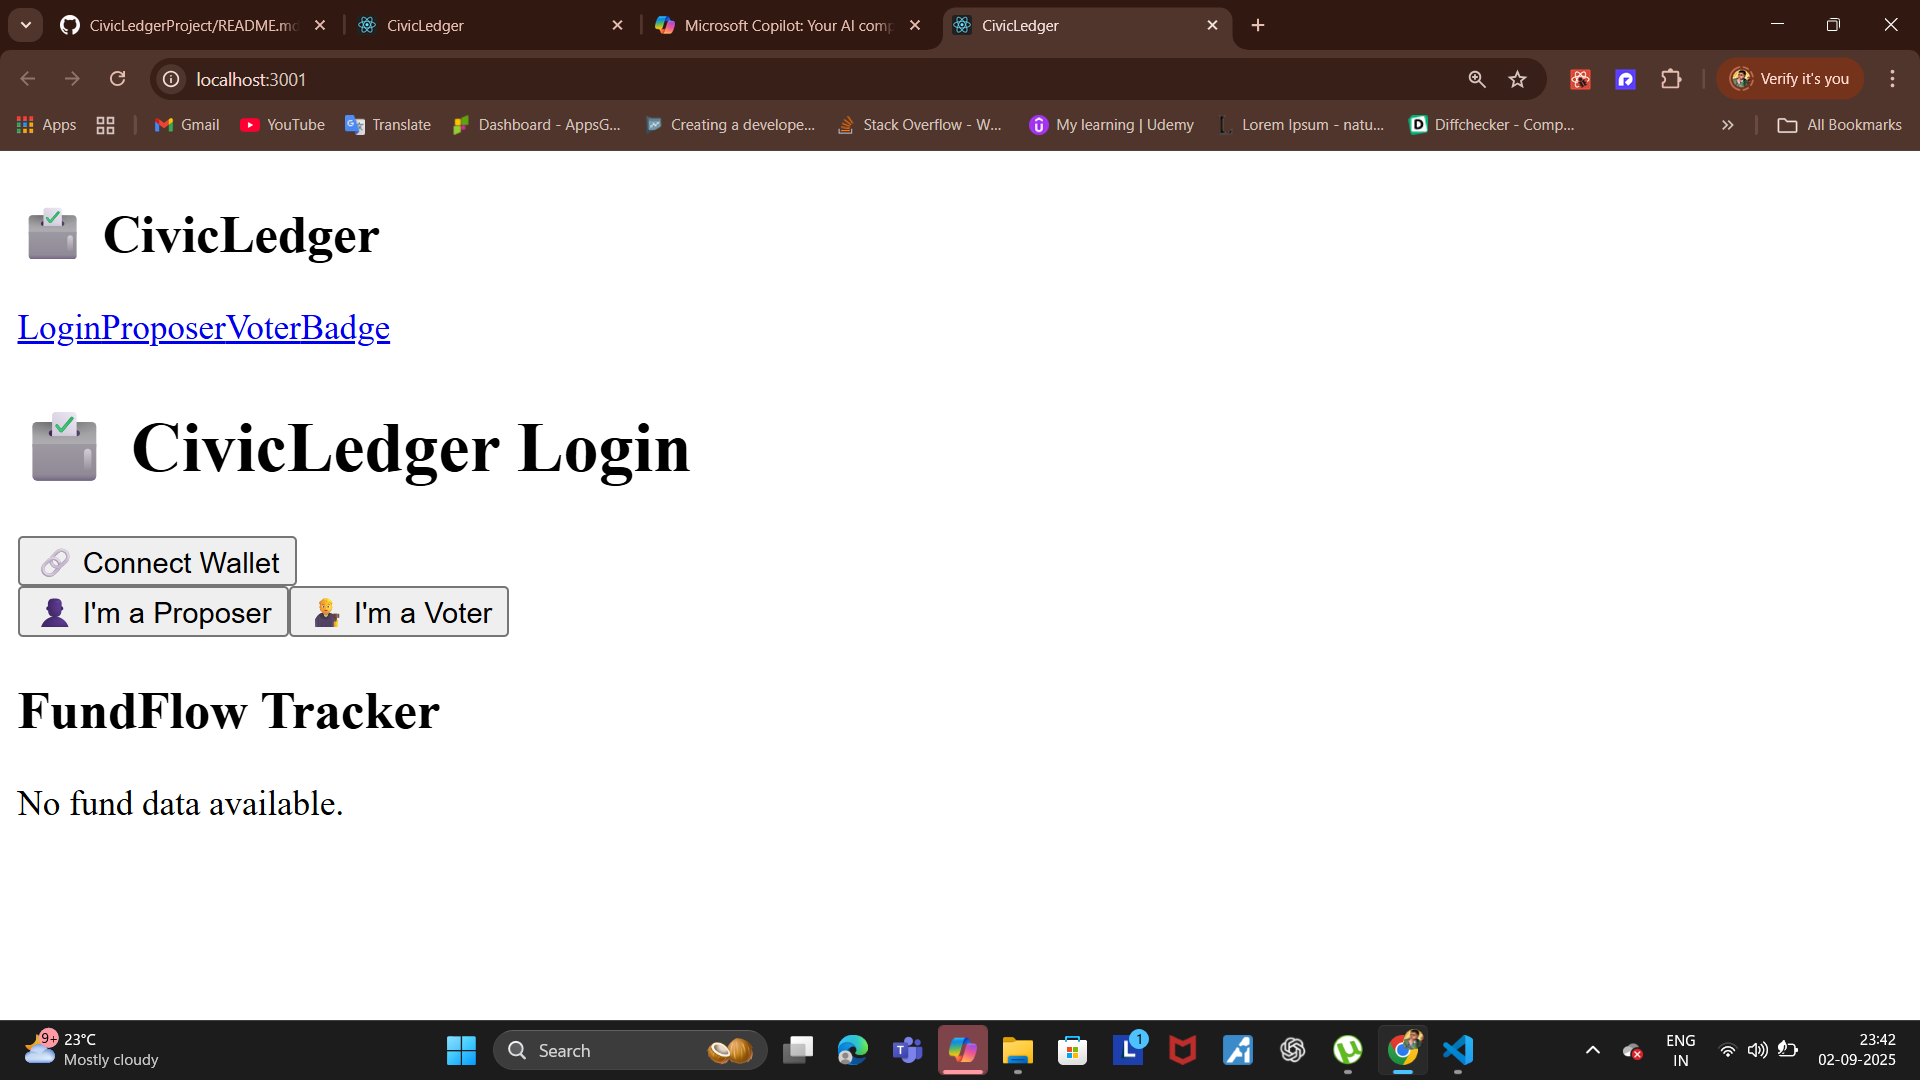 CivicLedgerProject/README.md
CivicLedger
Microsoft Copilot: Your AI comp
CivicLedger
localhost:3001
Verify it's you
Apps
Gmail
YouTube
Translate
Dashboard - AppsG...
Creating a develope...
Stack Overflow - W...
My learning | Udemy
Lorem Ipsum - natu...
Diffchecker - Comp...
All Bookmarks
CivicLedger
LoginProposerVoterBadge
CivicLedger Login
Connect Wallet
I'm a Proposer
I'm a Voter
FundFlow Tracker
No fund data available.
9+
23°C
Mostly cloudy
Search
1
ENG
IN
23:42
02-09-2025